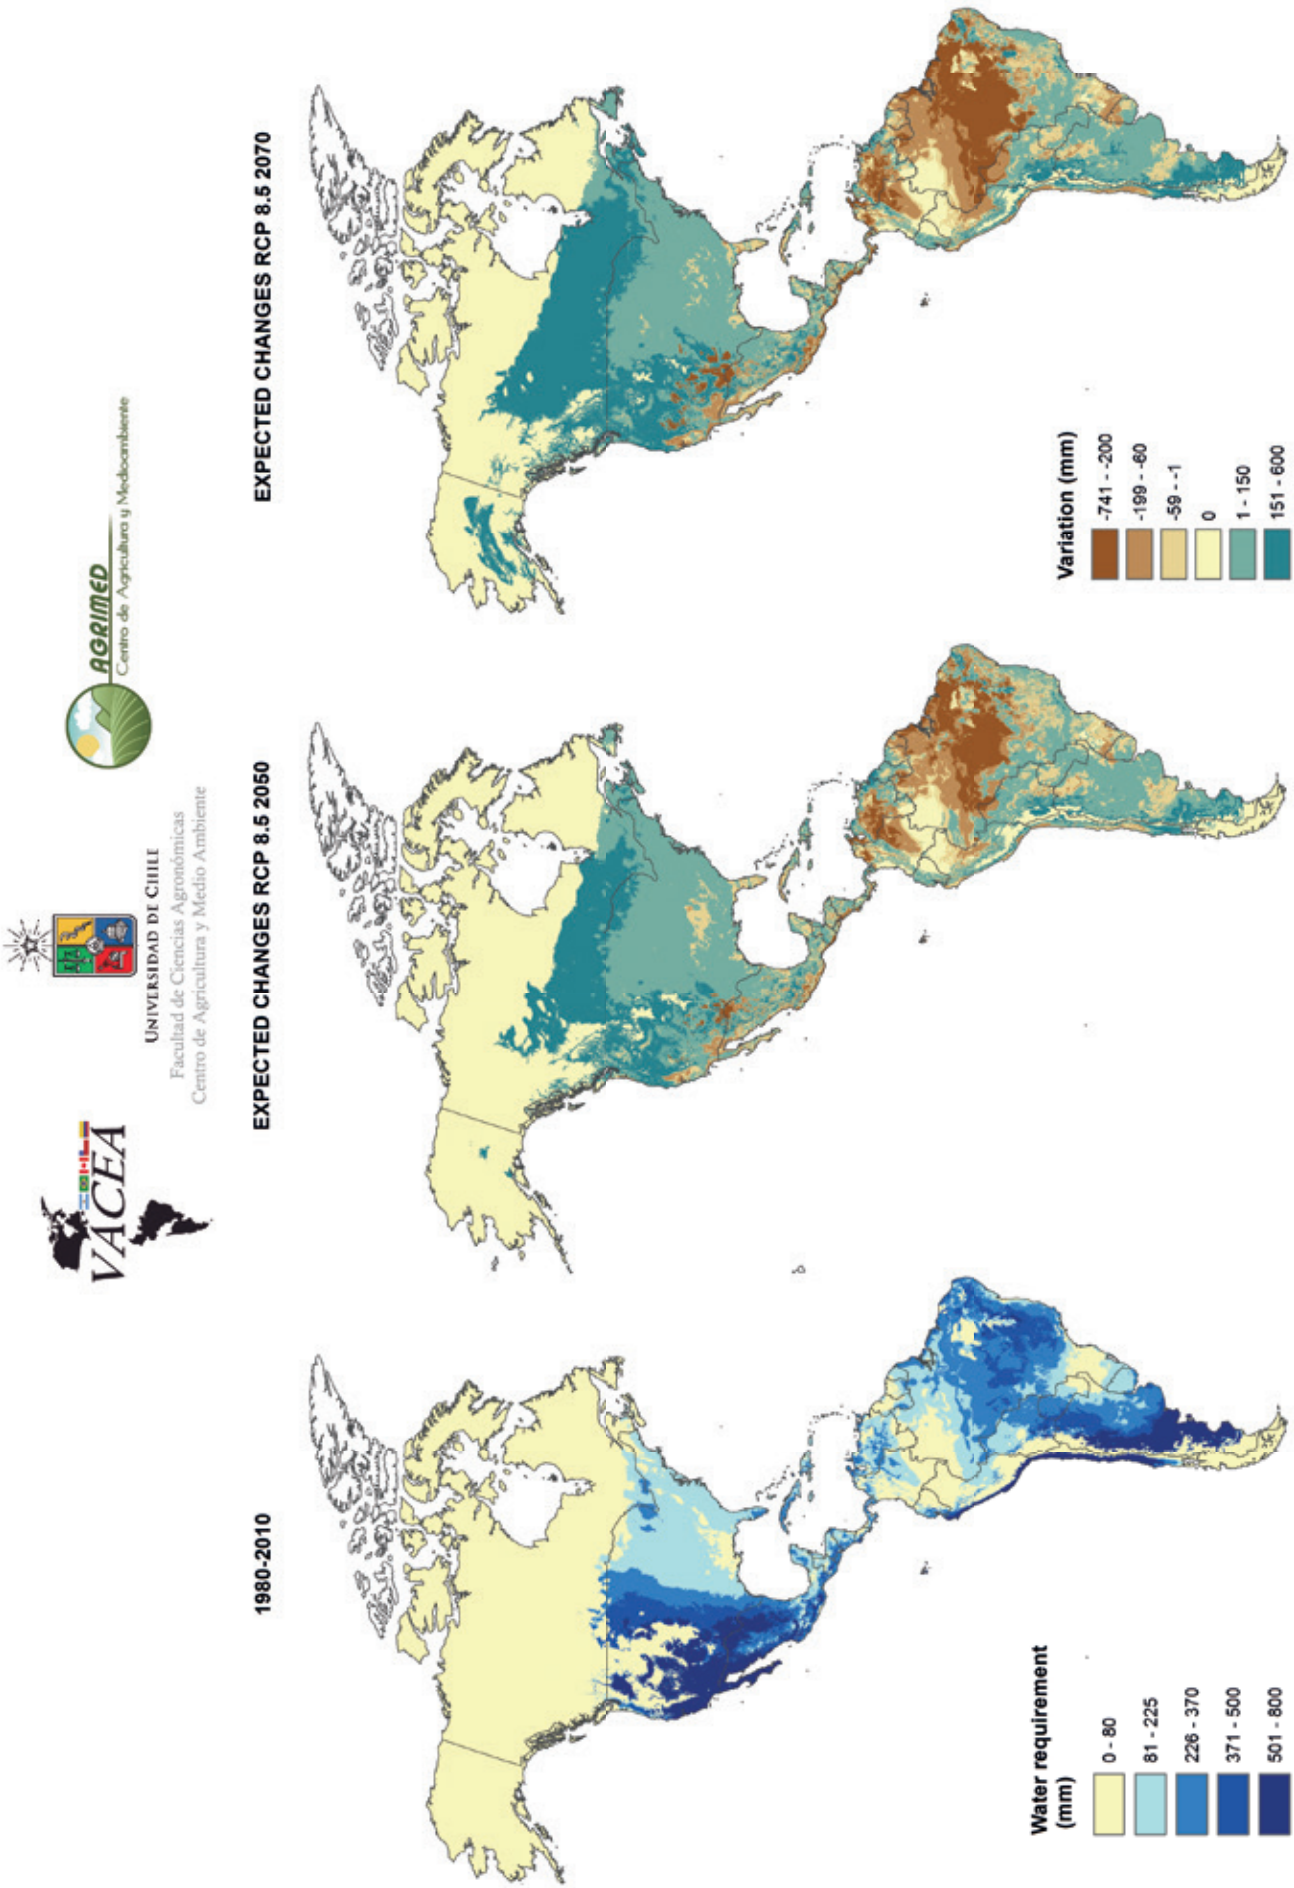 VACEA
UNIVERSIDAD DE CHILE
Facultad de Ciencias Agronómicas
Centro de Agricultura y Medio Ambiente
AGRIMED
Centro de Agricultura y Medioambiente
1980-2010
EXPECTED CHANGES RCP 8.5 2050
EXPECTED CHANGES RCP 8.5 2070
Water requirement
(mm)
0 - 80
81 - 225
226 - 370
371 - 500
501 - 800
Variation (mm)
-741 - -200
-199 - -60
-59 - -1
0
1 - 150
151 - 600